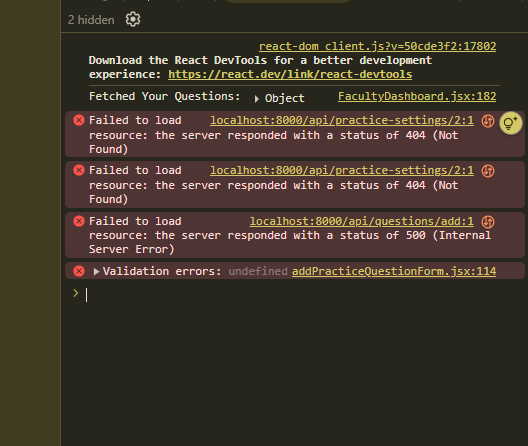 2 hidden
react-dom_client.js?v=50cde3f2:17802
Download the React DevTools for a better development
experience: https://react.dev/link/react-devtools
Fetched Your Questions: ▶ Object FacultyDashboard.jsx:182
Failed to load localhost:8000/api/practice-settings/2:1
resource: the server responded with a status of 404 (Not
Found)
Failed to load localhost:8000/api/practice-settings/2:1
resource: the server responded with a status of 404 (Not
Found)
Failed to load localhost:8000/api/questions/add:1
resource: the server responded with a status of 500 (Internal
Server Error)
▶ Validation errors: undefined addPracticeQuestionForm.jsx:114
>